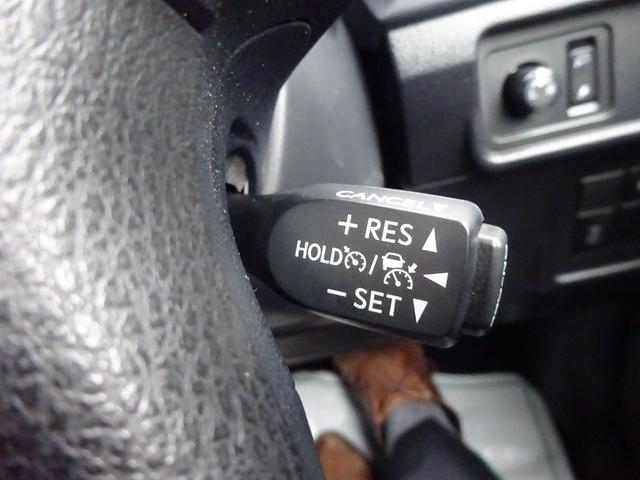 CANCEL
+ RES
HOLD /
- SET